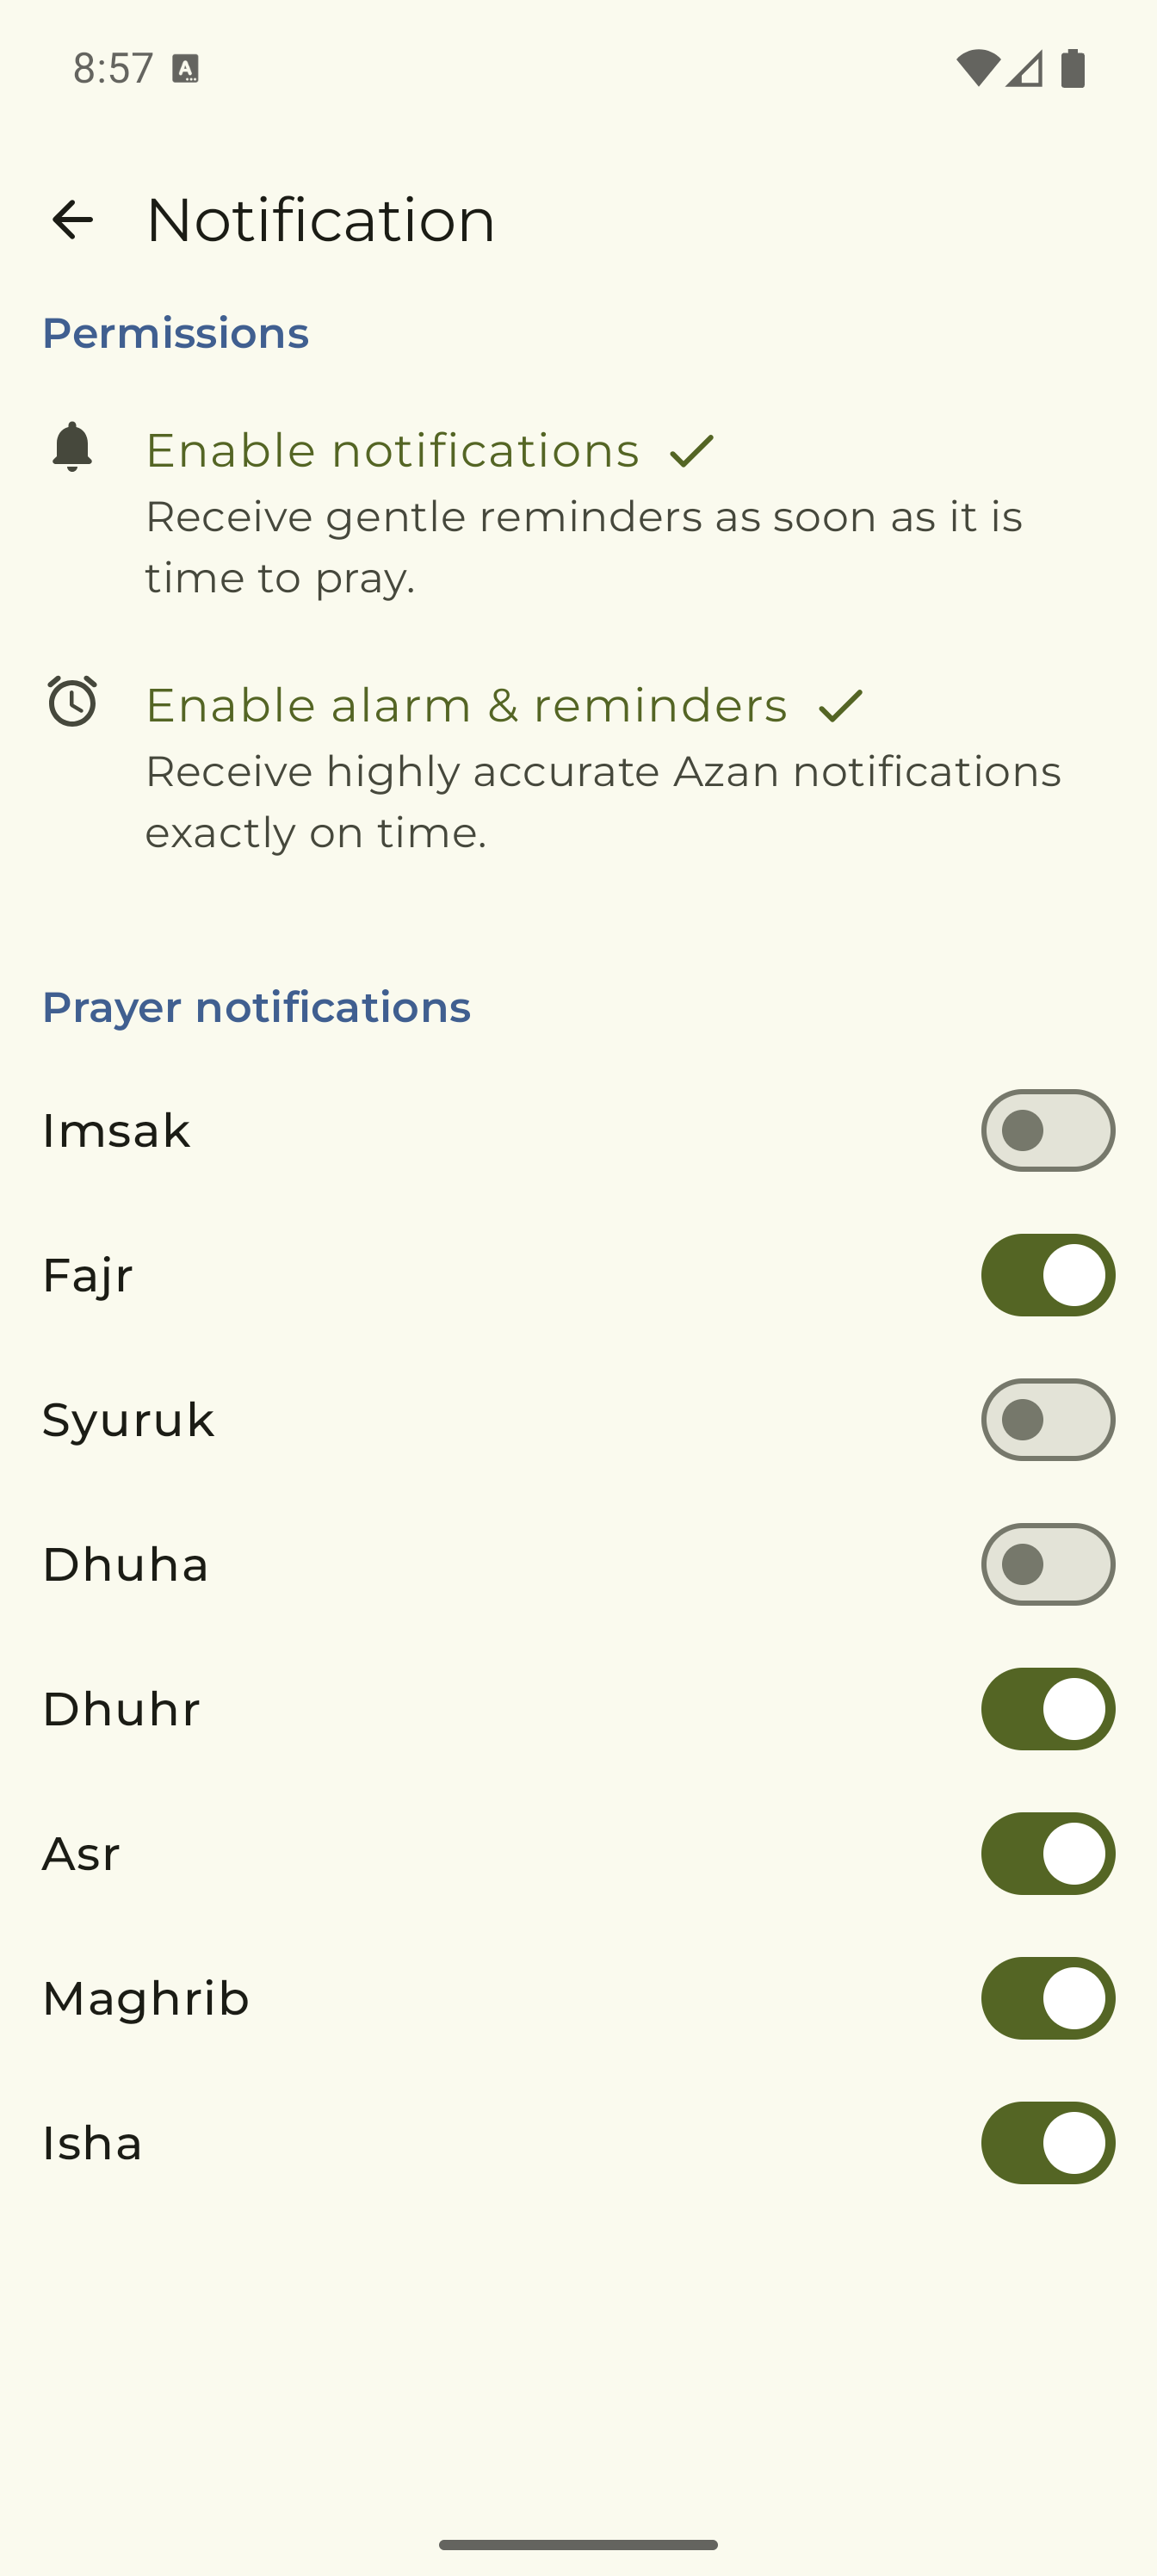 8:57
Notification
Permissions
Enable notifications
Receive gentle reminders as soon as it is
time to pray.
Enable alarm & reminders
Receive highly accurate Azan notifications
exactly on time.
Prayer notifications
Imsak
Fajr
Syuruk
Dhuha
Dhuhr
Asr
Maghrib
Isha